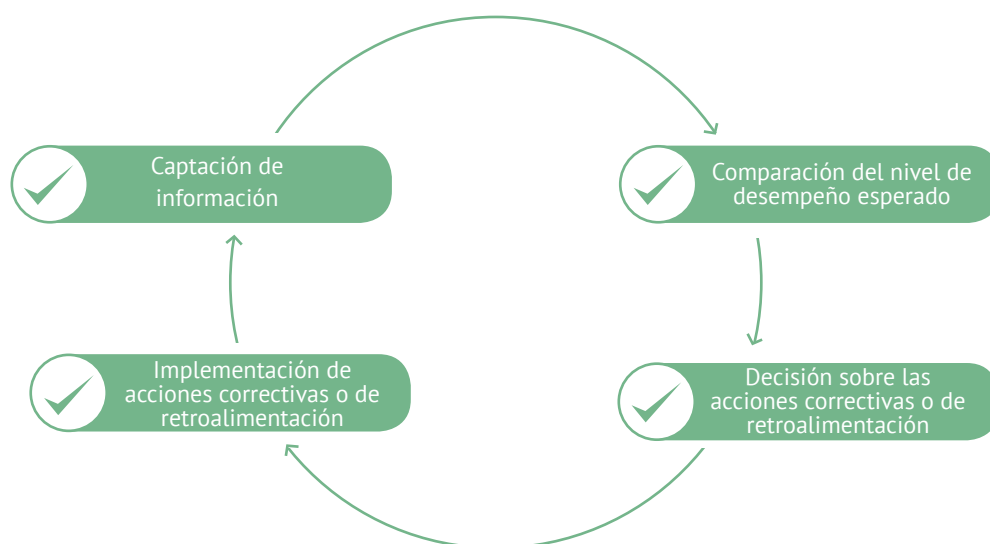 Captación de
información
Comparación del nivel de
desempeño esperado
Implementación de
acciones correctivas o de
retroalimentación
Decisión sobre las
acciones correctivas o de
retroalimentación